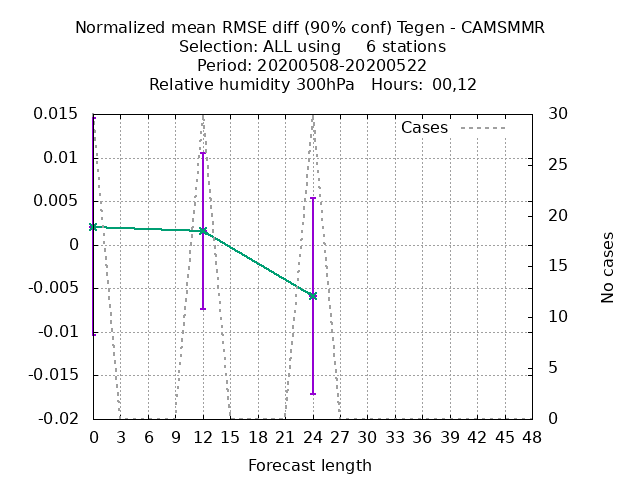 Normalized mean RMSE diff (90% conf) Tegen - CAMSMMR
Selection: ALL using     6 stations
Period: 20200508-20200522
Relative humidity 300hPa   Hours:  00,12
0.015
0.01
0.005
0
-0.005
-0.01
-0.015
-0.02
Cases
30
25
20
15
10
5
0
No cases
0 3 6 9 12 15 18 21 24 27 30 33 36 39 42 45 48
Forecast length